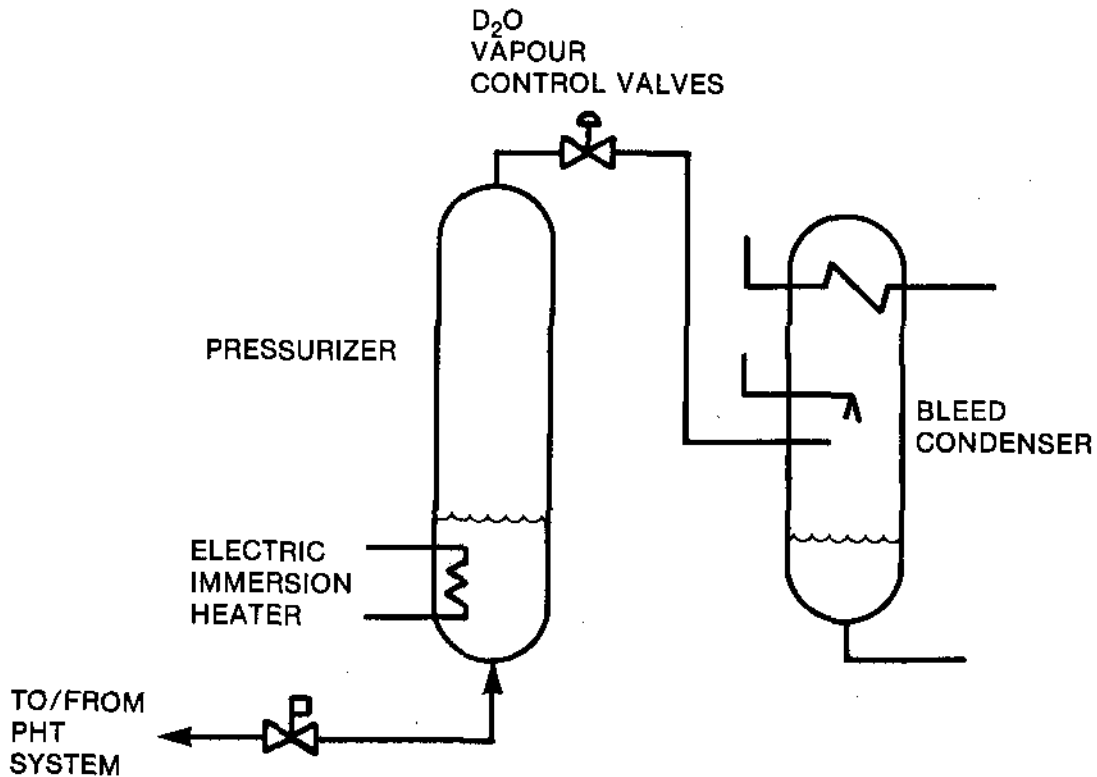 D₂O
VAPOUR
CONTROL VALVES
PRESSURIZER
BLEED
CONDENSER
ELECTRIC
IMMERSION
HEATER
TO/FROM
PHT
SYSTEM